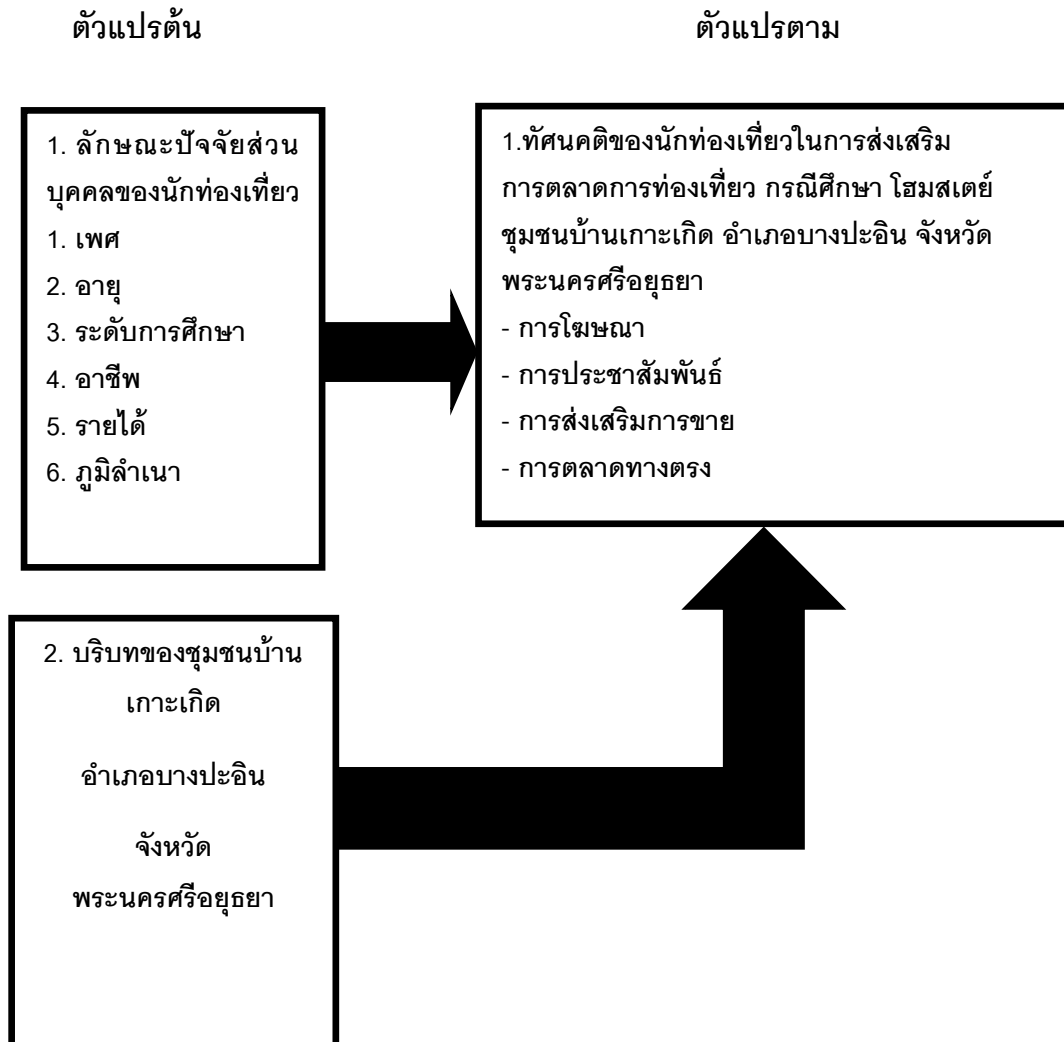 ตัวแปรต้น
ตัวแปรตาม
1. ลักษณะปัจจัยส่วน
บุคคลของนักท่องเที่ยว
1. เพศ
2. อายุ
3. ระดับการศึกษา
4. อาชีพ
5. รายได้
6. ภูมิลำเนา
1.ทัศนคติของนักท่องเที่ยวในการส่งเสริม
การตลาดการท่องเที่ยว กรณีศึกษา โฮมสเตย์
ชุมชนบ้านเกาะเกิด อำเภอบางปะอิน จังหวัด
พระนครศรีอยุธยา
- การโฆษณา
- การประชาสัมพันธ์
- การส่งเสริมการขาย
- การตลาดทางตรง
2. บริบทของชุมชนบ้าน
เกาะเกิด
อำเภอบางปะอิน
จังหวัด
พระนครศรีอยุธยา